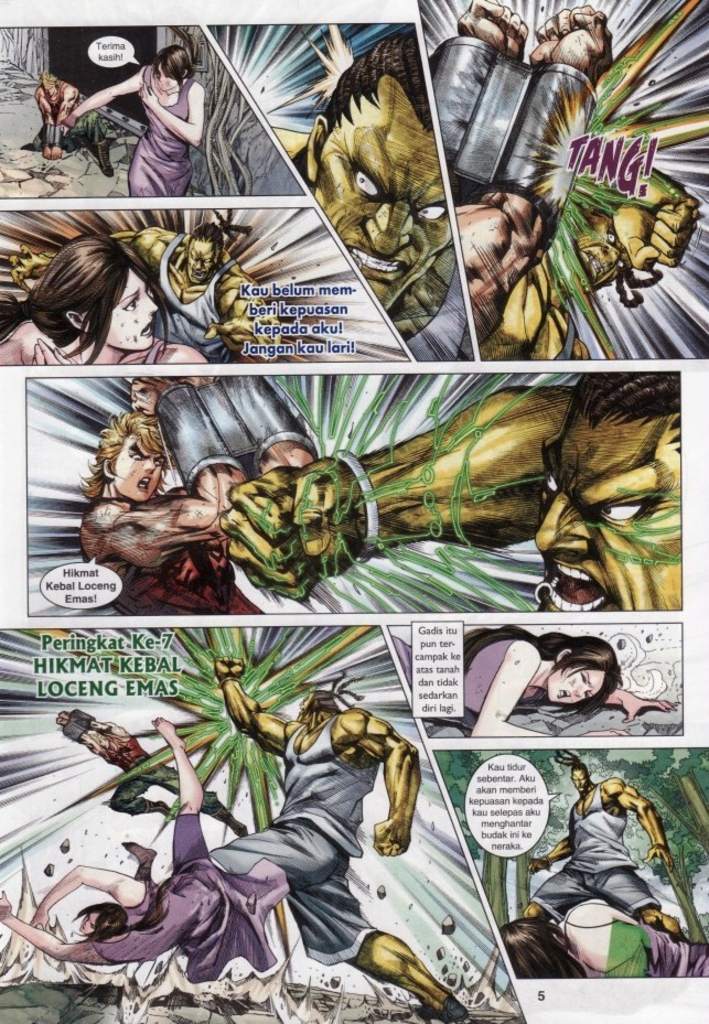 Terima
kasih!
TANG!
Kau belum mem-
beri kepuasan
kepada aku!
Jangan kau lari!
Hikmat
Kebal Loceng
Emas!
Peringkat Ke-7
HIKMAT KEBAL
LOCENG EMAS
Gadis itu
pun ter-
campak ke
atas tanah
dan tidak
sedarkan
diri lagi.
Kau tidur
sebentar. Aku
akan memberi
kepuasan kepada
kau selepas aku
menghantar
budak ini ke
neraka.
5